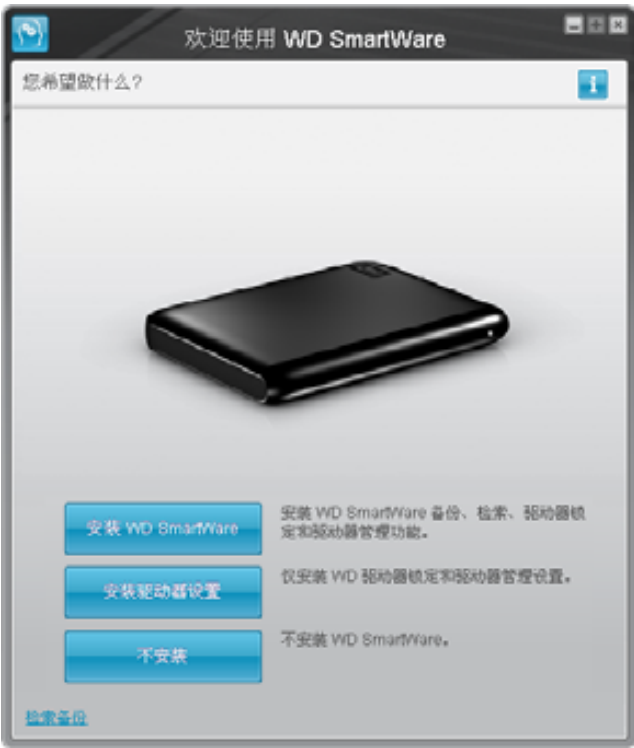 欢迎使用 WD SmartWare
您希望做什么?
安装 WD SmartWare
安装 WD SmartWare 备份、检索、驱动器锁
定和驱动器管理功能。
安装驱动器设置
仅安装 WD 驱动器锁定和驱动器管理设置。
不安装
不安装 WD SmartWare。
检索备份